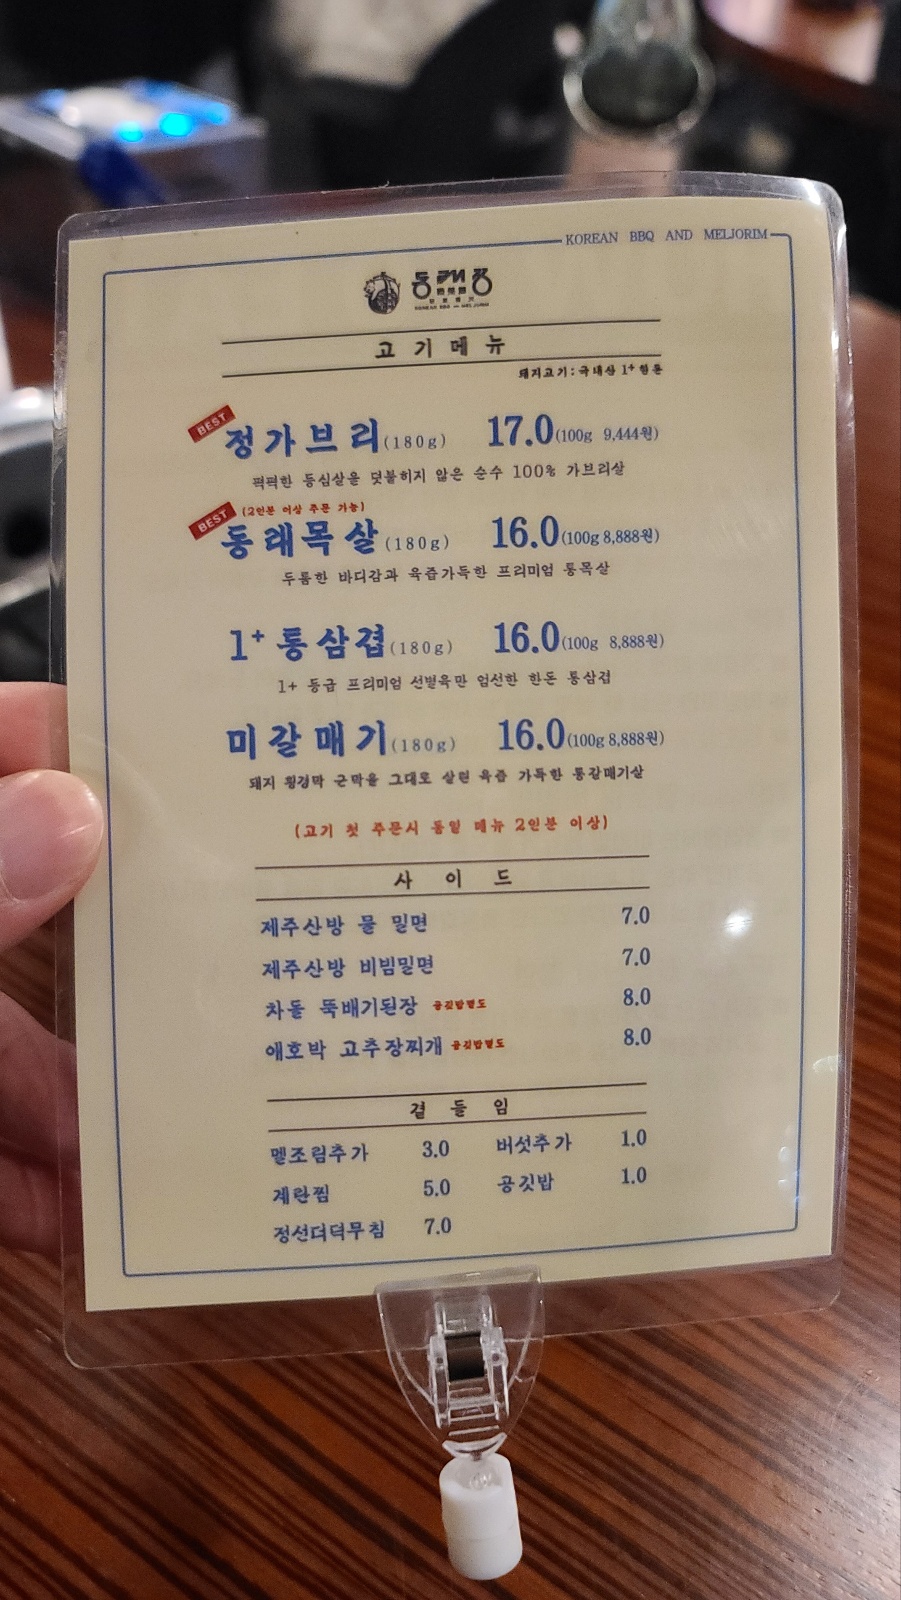 KOREAN BBQ AND MELJORIM
고기메뉴
돼지고기: 국내산 1+ 한돈
BEST
정가브리(180g) 17.0(100g 9,444원)
퍽퍽한 등심살을 덧붙히지 않은 순수 100% 가브리살
BEST (2인분 이상 주문 가능)
통래목살(180g) 16.0(100g 8,888원)
두툼한 바디감과 육즙가득한 프리미엄 통목살
1+통삼겹(180g) 16.0(100g 8,888원)
1+ 등급 프리미엄 선별육만 엄선한 한돈 통삼겹
미갈매기(180g) 16.0(100g 8,888원)
돼지 횡경막 근막을 그대로 살린 육즙 가득한 통갈매기살
(고기 첫 주문시 동일 메뉴 2인분 이상)
사이드
제주산방 물 밀면 7.0
제주산방 비빔밀면 7.0
차돌 뚝배기된장 공깃밥별도 8.0
애호박 고추장찌개 공깃밥별도 8.0
곁들임
멜조림추가 3.0 버섯추가 1.0
계란찜 5.0 공깃밥 1.0
정선더덕무침 7.0